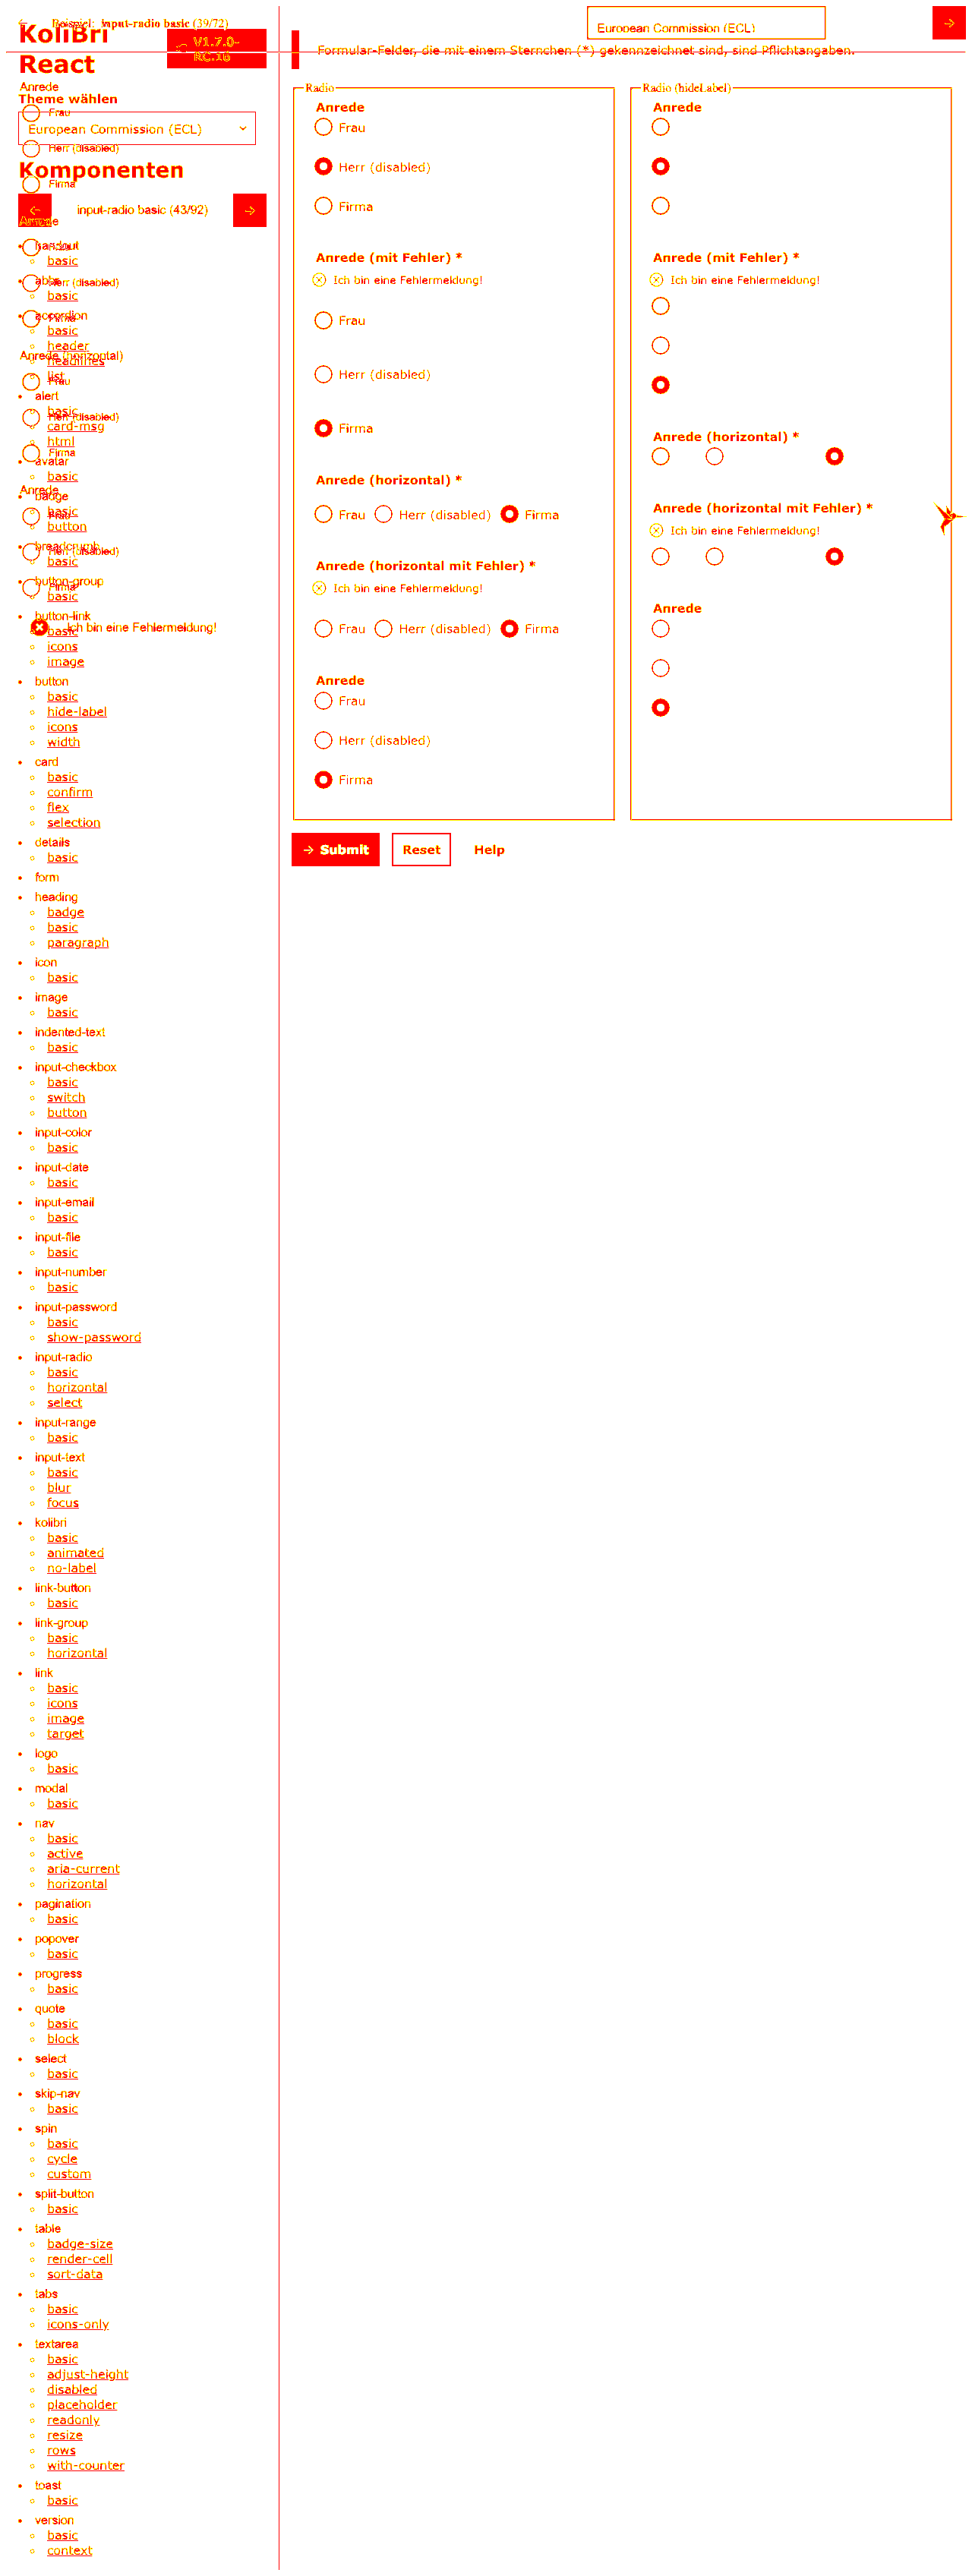 Beispiel: input-radio basic (39/72)
European Commission (ECL)
KoliBri
React
V1.7.0-
RC.16
Formular-Felder, die mit einem Sternchen (*) gekennzeichnet sind, sind Pflichtangaben.
Anrede
Theme wählen
Frau
European Commission (ECL)
Herr (disabled)
Komponenten
Firma
input-radio basic (43/92)
Anrede
handout
basic
Herr (disabled)
abbr
basic
accordion
Firma
basic
header
Anrede (horizontal)
headlines
list
Frau
alert
basic
Herr (disabled)
card-msg
html
Firma
avatar
basic
Anrede
badge
basic
Frau
button
breadcrumb
Herr (disabled)
basic
button-group
Firma
basic
button-link
Ich bin eine Fehlermeldung!
basic
icons
image
button
basic
hide-label
icons
width
card
basic
confirm
flex
selection
details
basic
form
heading
badge
basic
paragraph
icon
basic
image
basic
indented-text
basic
input-checkbox
basic
switch
button
input-color
basic
input-date
basic
input-email
basic
input-file
basic
input-number
basic
input-password
basic
show-password
input-radio
basic
horizontal
select
input-range
basic
input-text
basic
blur
focus
kolibri
basic
animated
no-label
link-button
basic
link-group
basic
horizontal
link
basic
icons
image
target
logo
basic
modal
basic
nav
basic
active
aria-current
horizontal
pagination
basic
popover
basic
progress
basic
quote
basic
block
select
basic
skip-nav
basic
spin
basic
cycle
custom
split-button
basic
table
badge-size
render-cell
sort-data
tabs
basic
icons-only
textarea
basic
adjust-height
disabled
placeholder
readonly
resize
rows
with-counter
toast
basic
version
basic
context
Radio
Anrede
Frau
Herr (disabled)
Firma
Anrede (mit Fehler) *
Ich bin eine Fehlermeldung!
Frau
Herr (disabled)
Firma
Anrede (horizontal) *
Frau Herr (disabled) Firma
Anrede (horizontal mit Fehler) *
Ich bin eine Fehlermeldung!
Frau Herr (disabled) Firma
Anrede
Frau
Herr (disabled)
Firma
Radio (hideLabel)
Anrede
Anrede (mit Fehler) *
Ich bin eine Fehlermeldung!
Anrede (horizontal) *
Anrede (horizontal mit Fehler) *
Ich bin eine Fehlermeldung!
Anrede
Submit Reset Help